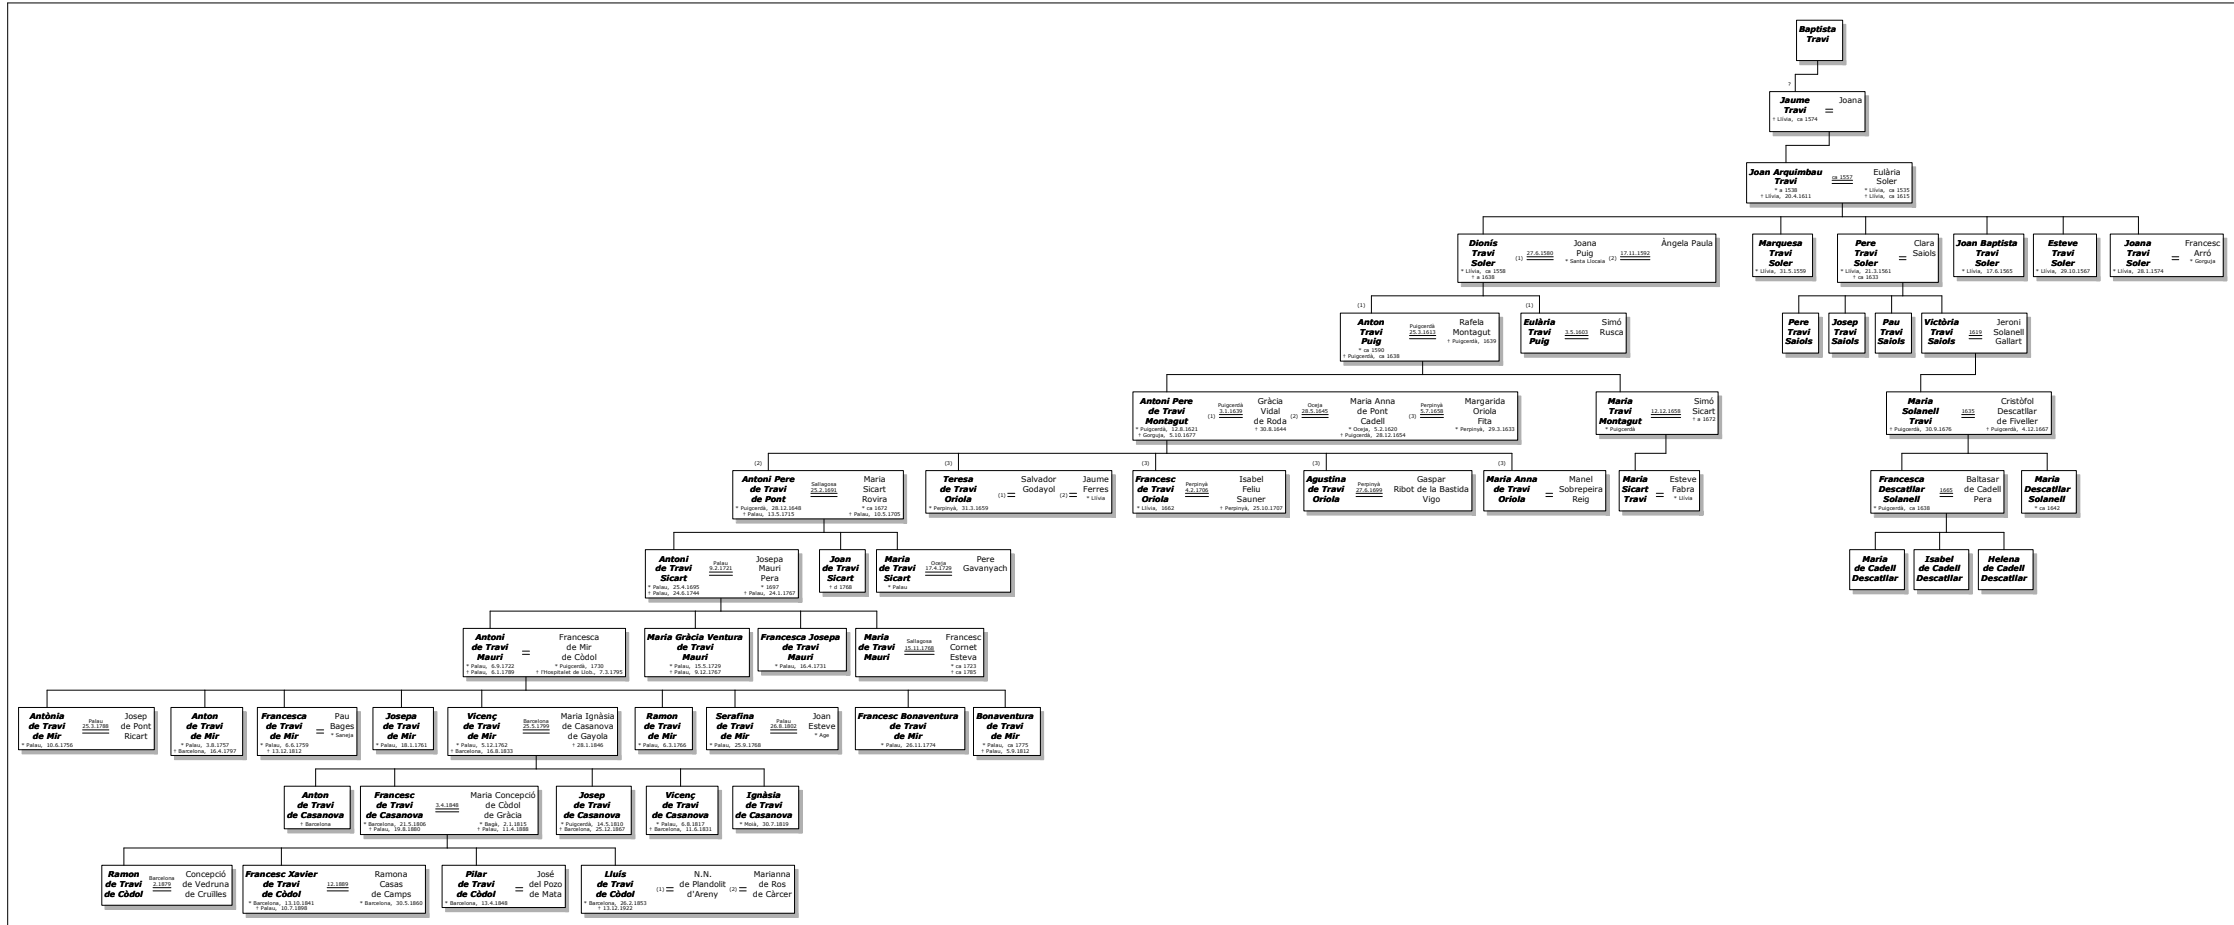 Baptista
Travi
?
Jaume
Travi
† Llívia, ca 1574
=
Joana
Joan Arquimbau
Travi
* a 1538
† Llívia, 20.4.1611
ca 1557
Eulària
Soler
* Llívia, ca 1535
† Llívia, ca 1615
Dionís
Travi
Soler
* Llívia, ca 1558
† a 1638
(1)
27.6.1580
Joana
Puig
* Santa Llocaia
(2)
17.11.1592
Àngela Paula
Marquesa
Travi
Soler
* Llívia, 31.5.1559
Pere
Travi
Soler
* Llívia, 21.3.1561
† ca 1633
=
Clara
Saiols
Joan Baptista
Travi
Soler
* Llívia, 17.6.1565
Esteve
Travi
Soler
* Llívia, 29.10.1567
Joana
Travi
Soler
* Llívia, 28.1.1574
=
Francesc
Arró
* Gorguja
(1)
Anton
Travi
Puig
* ca 1590
† Puigcerdà, ca 1638
Puigcerdà
25.3.1613
Rafela
Montagut
† Puigcerdà, 1639
(1)
Eulària
Travi
Puig
3.5.1603
Simó
Rusca
Pere
Travi
Saiols
Josep
Travi
Saiols
Pau
Travi
Saiols
Victòria
Travi
Saiols
1619
Jeroni
Solanell
Gallart
Antoni Pere
de Travi
Montagut
* Puigcerdà, 12.8.1621
† Gorguja, 5.10.1677
(1)
Puigcerdà
3.1.1639
Gràcia
Vidal
de Roda
† 30.8.1644
(2)
Oceja
28.5.1645
Maria Anna
de Pont
Cadell
* Oceja, 5.2.1620
† Puigcerdà, 28.12.1654
(3)
Perpinyà
5.7.1658
Margarida
Oriola
Fita
* Perpinyà, 29.3.1633
Maria
Travi
Montagut
* Puigcerdà
12.12.1658
Simó
Sicart
† a 1672
Maria
Solanell
Travi
† Puigcerdà, 30.9.1676
1635
Cristòfol
Descatllar
de Fiveller
† Puigcerdà, 4.12.1667
(2)
Antoni Pere
de Travi
de Pont
* Puigcerdà, 28.12.1648
† Palau, 13.5.1715
Sallagosa
25.2.1691
Maria
Sicart
Rovira
* ca 1672
† Palau, 10.5.1705
(3)
Teresa
de Travi
Oriola
* Perpinyà, 31.3.1659
(1)
=
Salvador
Godayol
(2)
=
Jaume
Ferres
* Llívia
(3)
Francesc
de Travi
Oriola
* Llívia, 1662
Perpinyà
4.2.1706
Isabel
Feliu
Sauner
† Perpinyà, 25.10.1707
(3)
Agustina
de Travi
Oriola
Perpinyà
27.6.1699
Gaspar
Ribot de la Bastida
Vigo
(3)
Maria Anna
de Travi
Oriola
=
Manel
Sobrepeira
Reig
Maria
Sicart
Travi
=
Esteve
Fabra
* Llívia
Francesca
Descatllar
Solanell
* Puigcerdà, ca 1638
1665
Baltasar
de Cadell
Pera
Maria
Descatllar
Solanell
* ca 1642
Antoni
de Travi
Sicart
* Palau, 25.4.1695
† Palau, 24.6.1744
Palau
9.2.1721
Josepa
Mauri
Pera
* 1697
† Palau, 24.1.1767
Joan
de Travi
Sicart
† d 1768
Maria
de Travi
Sicart
* Palau
Oceja
17.4.1729
Pere
Gavanyach
Maria
de Cadell
Descatllar
Isabel
de Cadell
Descatllar
Helena
de Cadell
Descatllar
Antoni
de Travi
Mauri
* Palau, 6.9.1722
† Palau, 6.1.1789
=
Francesca
de Mir
de Còdol
* Puigcerdà, 1730
† l'Hospitalet de Llob., 7.3.1795
Maria Gràcia Ventura
de Travi
Mauri
* Palau, 15.5.1729
† Palau, 9.12.1767
Francesca Josepa
de Travi
Mauri
* Palau, 16.4.1731
Maria
de Travi
Mauri
Sallagosa
15.11.1768
Francesc
Cornet
Esteva
* ca 1723
† ca 1785
Antònia
de Travi
de Mir
* Palau, 10.6.1756
Palau
25.3.1788
Josep
de Pont
Ricart
Anton
de Travi
de Mir
* Palau, 3.8.1757
† Barcelona, 16.4.1797
Francesca
de Travi
de Mir
* Palau, 6.6.1759
† 13.12.1812
=
Pau
Bages
* Saneja
Josepa
de Travi
de Mir
* Palau, 18.1.1761
Vicenç
de Travi
de Mir
* Palau, 5.12.1762
† Barcelona, 16.8.1833
Barcelona
25.5.1799
Maria Ignàsia
de Casanova
de Gayola
† 28.1.1846
Ramon
de Travi
de Mir
* Palau, 6.3.1766
Serafina
de Travi
de Mir
* Palau, 25.9.1768
Palau
26.8.1802
Joan
Esteve
* Age
Francesc Bonaventura
de Travi
de Mir
* Palau, 26.11.1774
Bonaventura
de Travi
de Mir
* Palau, ca 1775
† Palau, 5.9.1812
Anton
de Travi
de Casanova
† Barcelona
Francesc
de Travi
de Casanova
* Barcelona, 21.5.1806
† Palau, 19.8.1880
3.4.1848
Maria Concepció
de Còdol
de Gràcia
* Bagà, 2.1.1815
† Palau, 11.4.1888
Josep
de Travi
de Casanova
* Puigcerdà, 14.5.1810
† Barcelona, 25.12.1867
Vicenç
de Travi
de Casanova
* Palau, 6.8.1817
† Barcelona, 11.6.1831
Ignàsia
de Travi
de Casanova
* Moià, 30.7.1819
Ramon
de Travi
de Còdol
Barcelona
2.1879
Concepció
de Vedruna
de Cruïlles
Francesc Xavier
de Travi
de Còdol
* Barcelona, 13.10.1841
† Palau, 10.7.1898
12.1889
Ramona
Casas
de Camps
* Barcelona, 30.5.1860
Pilar
de Travi
de Còdol
* Barcelona, 13.4.1848
=
José
del Pozo
de Mata
Lluís
de Travi
de Còdol
* Barcelona, 26.2.1853
† 13.12.1922
(1)
=
N.N.
de Plandolit
d'Areny
(2)
=
Marianna
de Ros
de Càrcer